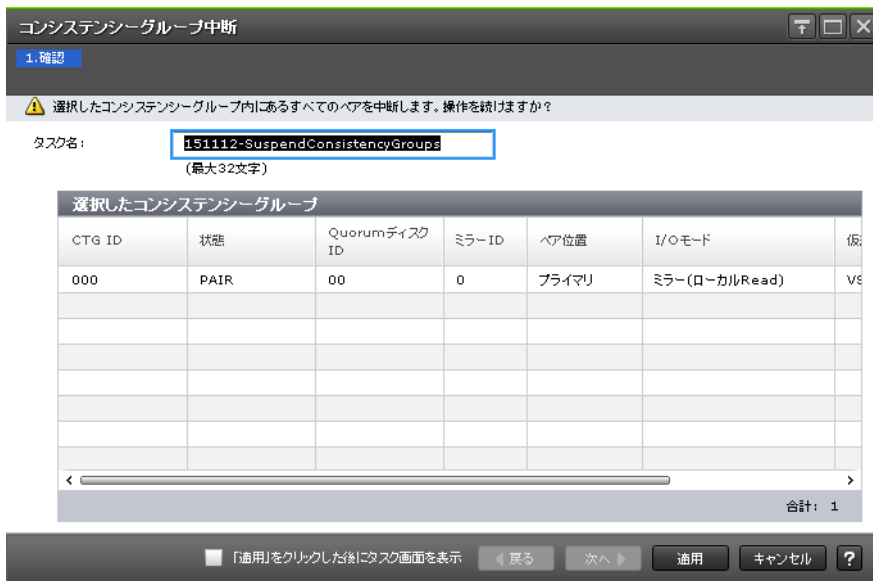 コンシステンシーグループ中断
1.確認
選択したコンシステンシーグループ内にあるすべてのペアを中断します。操作を続けますか？
タスク名：
151112-SuspendConsistencyGroups
(最大32文字)
選択したコンシステンシーグループ
CTG ID 状態 Quorumディスク ID ミラーID ペア位置 I/Oモード
000 PAIR 00 0 プライマリ ミラー(ローカルRead)
合計： 1
「適用」をクリックした後にタスク画面を表示 戻る 次へ 適用 キャンセル ?